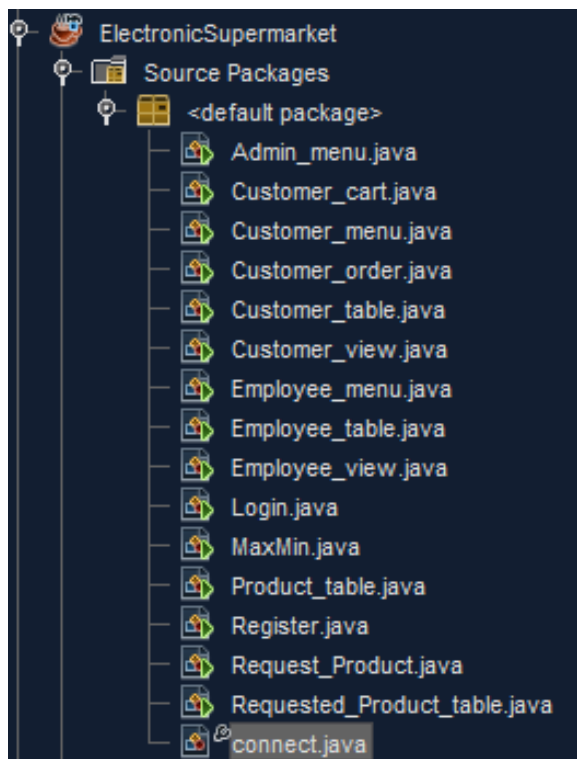 ElectronicSupermarket
Source Packages
<default package>
Admin_menu.java
Customer_cart.java
Customer_menu.java
Customer_order.java
Customer_table.java
Customer_view.java
Employee_menu.java
Employee_table.java
Employee_view.java
Login.java
MaxMin.java
Product_table.java
Register.java
Request_Product.java
Requested_Product_table.java
connect.java